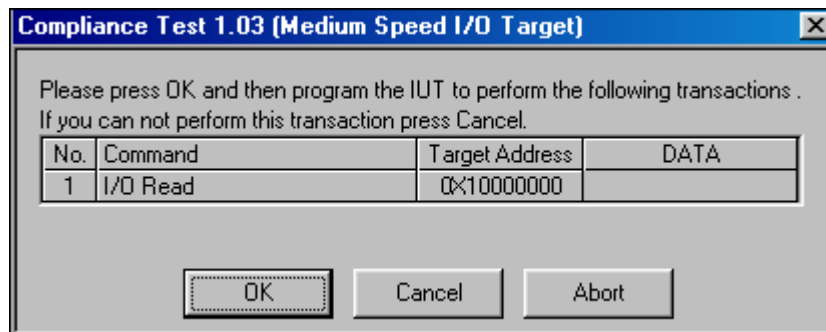 Compliance Test 1.03 (Medium Speed I/O Target)
Please press OK and then program the IUT to perform the following transactions .
If you can not perform this transaction press Cancel.
No. Command Target Address DATA
1 I/O Read 0X10000000
OK Cancel Abort